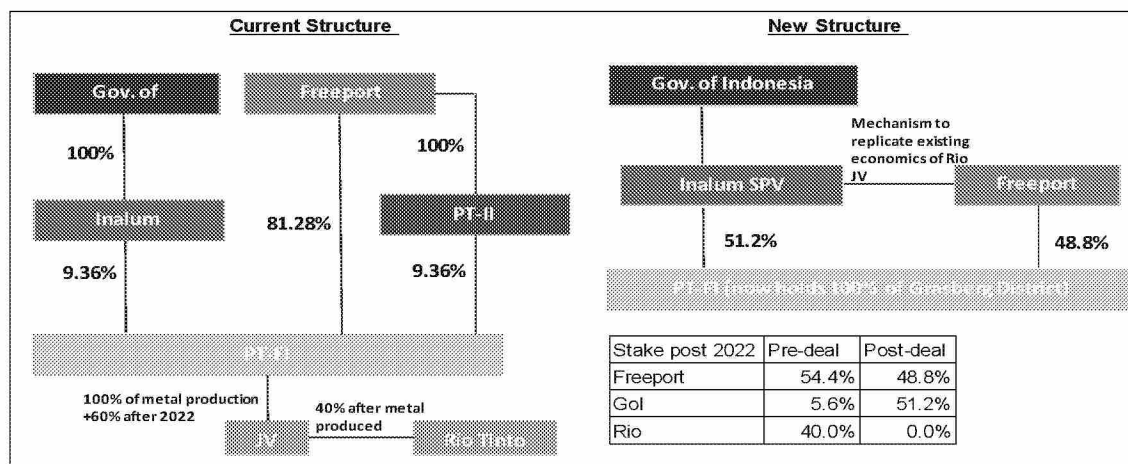 Current Structure
New Structure
Gov. of
Freeport
100%
100%
Inalum
81.28%
PT-fI
9.36%
9.36%
PT-FI
100% of metal production
+60% after 2022
40% after metal
produced
JV
Rio Tinto
Gov. of Indonesia
Mechanism to
replicate existing
economics of Rio
JV
Inalum SPV
Freeport
51.2%
48.8%
PT-FI (now holds 100% of Grasberg District)
Stake post 2022 Pre-deal Post-deal
Freeport 54.4% 48.8%
GoI 5.6% 51.2%
Rio 40.0% 0.0%